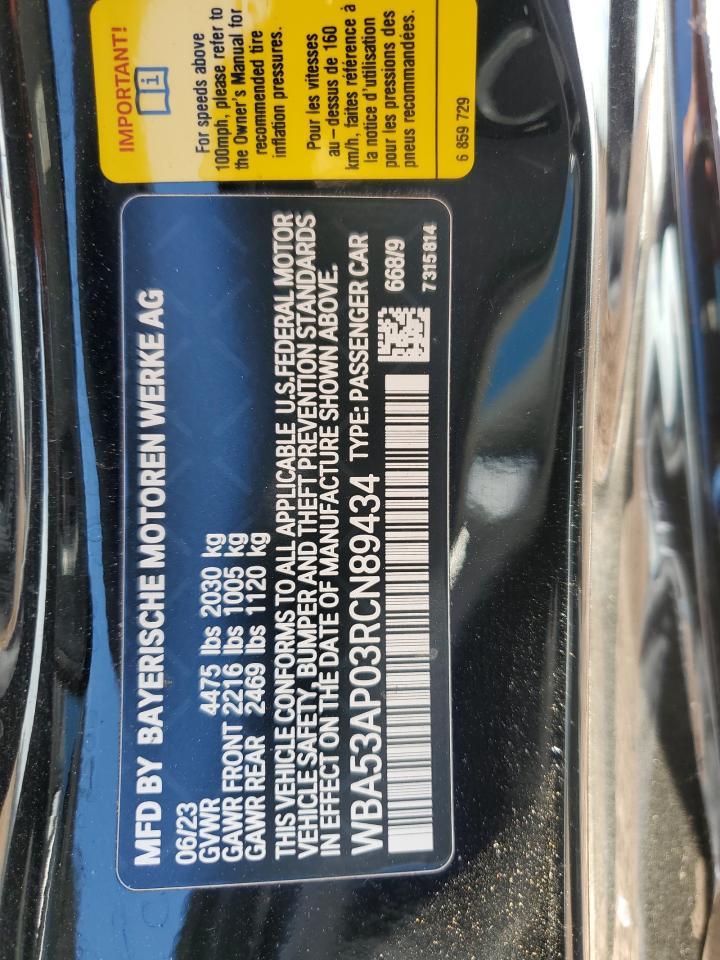 MFD BY BAYERISCHE MOTOREN WERKE AG
06/23
GVWR 4475 lbs 2030 kg
GAWR FRONT 2216 lbs 1005 kg
GAWR REAR 2469 lbs 1120 kg
THIS VEHICLE CONFORMS TO ALL APPLICABLE U.S.FEDERAL MOTOR
VEHICLE SAFETY, BUMPER AND THEFT PREVENTION STANDARDS
IN EFFECT ON THE DATE OF MANUFACTURE SHOWN ABOVE.
WBA53AP03RCN89434 TYPE: PASSENGER CAR
668/9
7315814
IMPORTANT!
For speeds above
100mph, please refer to
the Owner's Manual for
recommended tire
inflation pressures.
Pour les vitesses
au-dessus de 160
km/h, faites référence à
la notice d'utilisation
pour les pressions des
pneus recommandées.
6 859 729